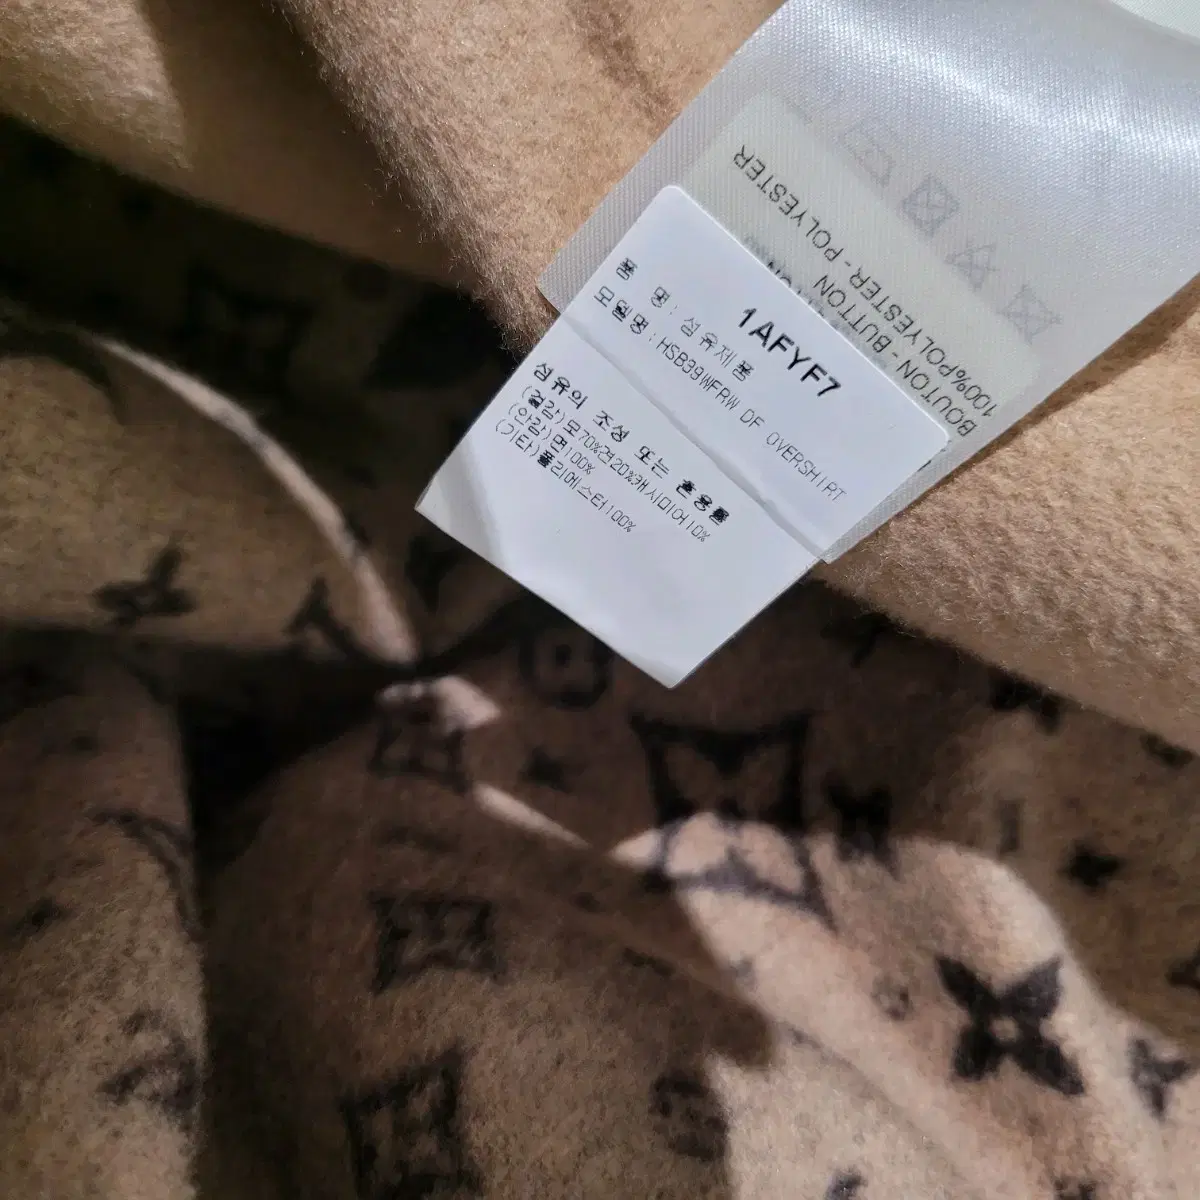 BOUTON - BUTTON
100%POLYESTER - POLYESTER
1AFYF7
품 명: 섬유제품
모델명: HSB39WFRW DF OVERSHIRT
섬유의 조성 또는 혼용률
(겉감)모70%견20%캐시미어10%
(안감)면100%
(기타)폴리에스터100%